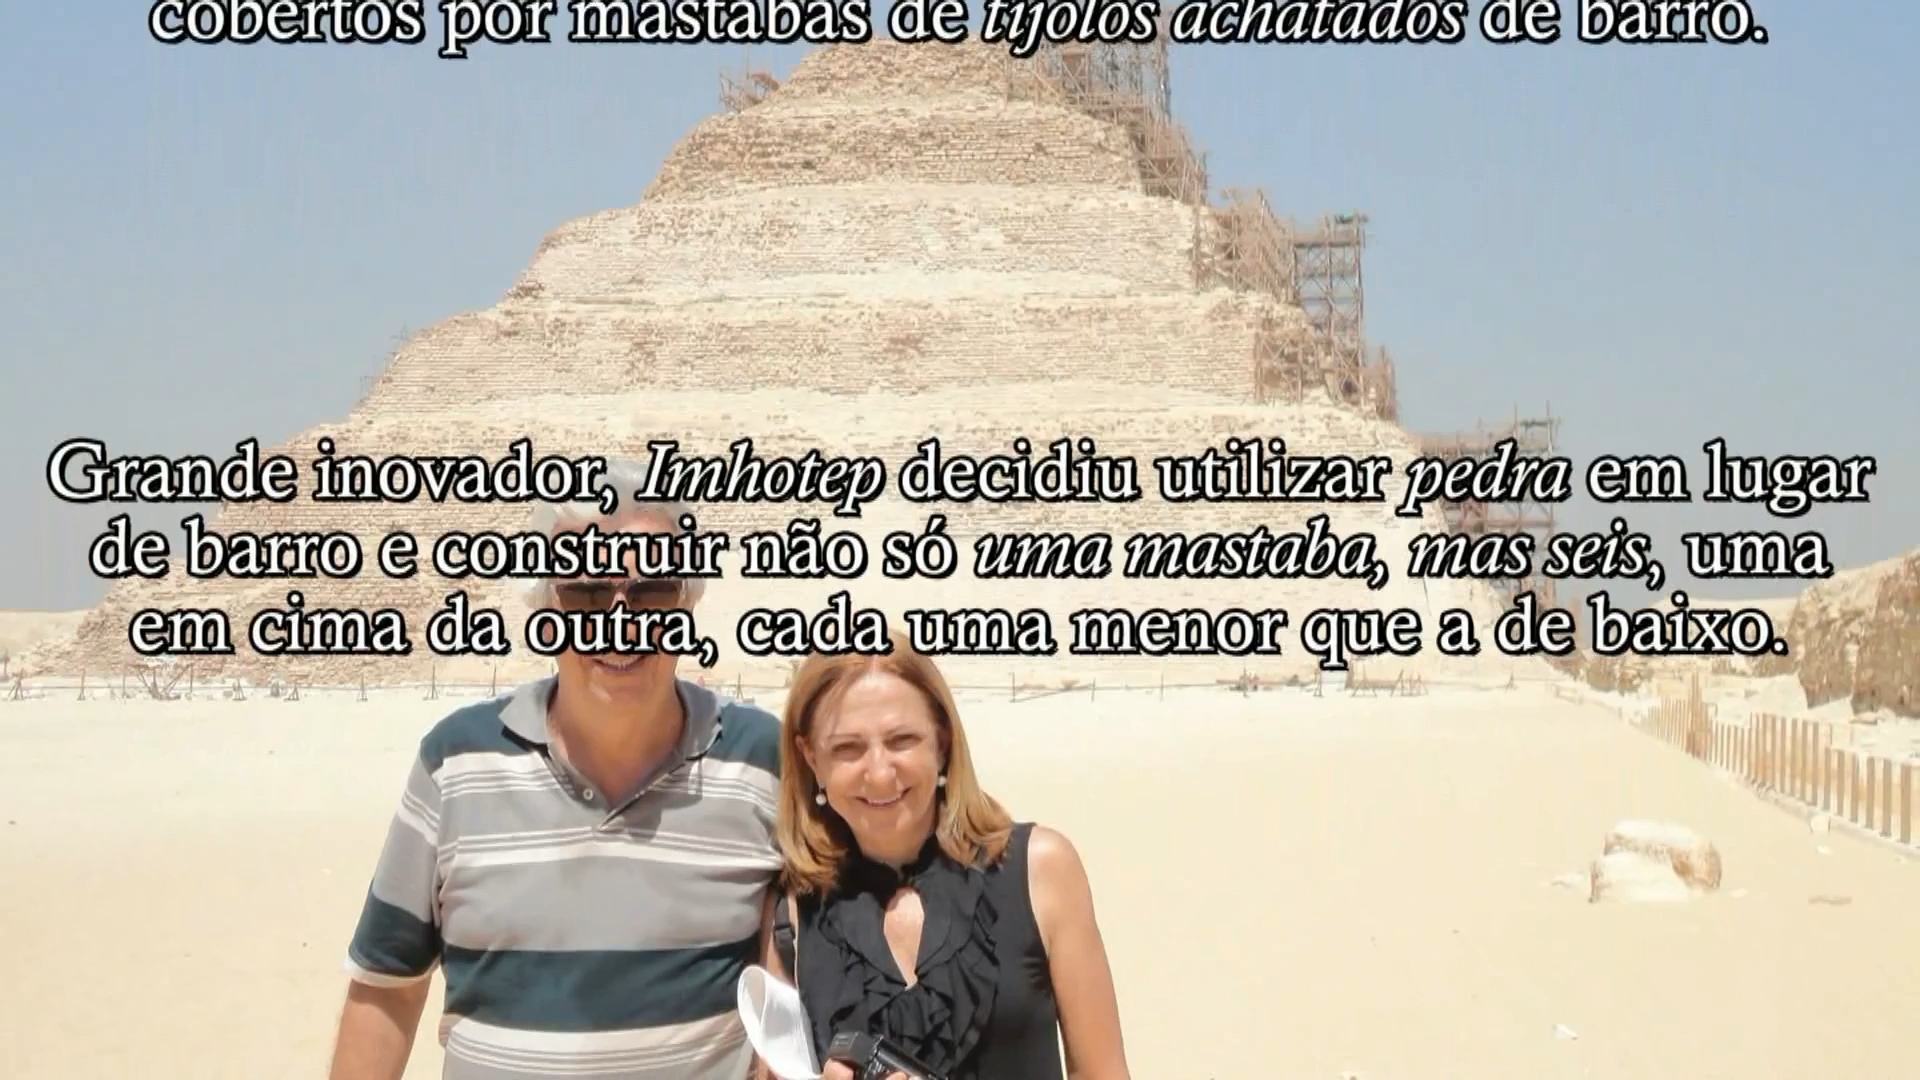 cobertos por mastabas de tijolos achatados de barro.
Grande inovador, Imhotep decidiu utilizar pedra em lugar
de barro e construir não só uma mastaba, mas seis, uma
em cima da outra, cada uma menor que a de baixo.